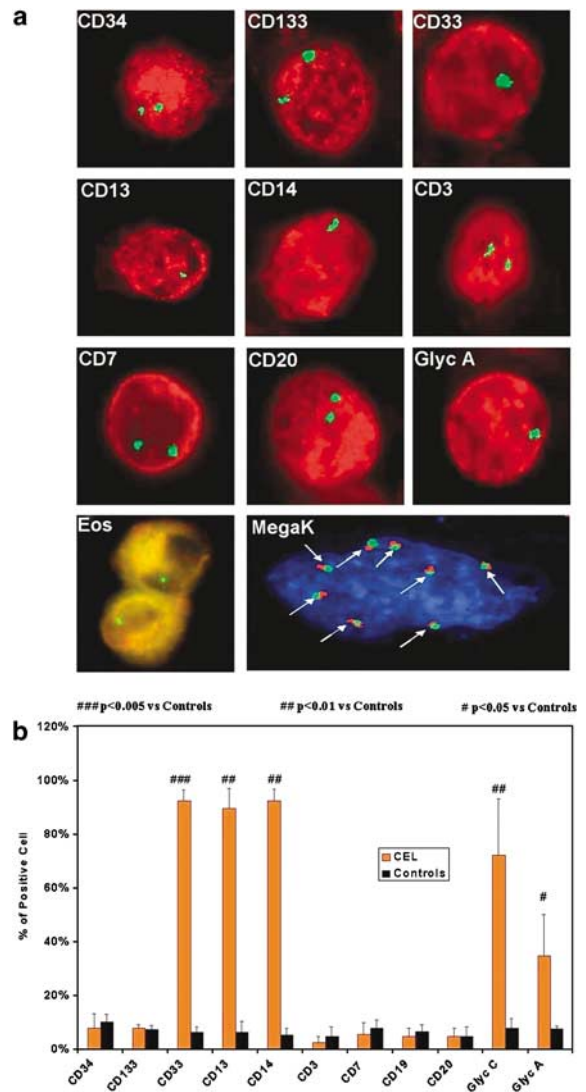 a
CD34 CD133 CD33
CD13 CD14 CD3
CD7 CD20 Glyc A
Eos MegaK
### p<0.005 vs Controls ## p<0.01 vs Controls # p<0.05 vs Controls
b
120%
100%
80%
60%
40%
20%
0%
% of Positive Cell
### ## ## ## #
CEL
Controls
CD34 CD133 CD33 CD13 CD14 CD3 CD7 CD19 CD20 Glyc C Glyc A